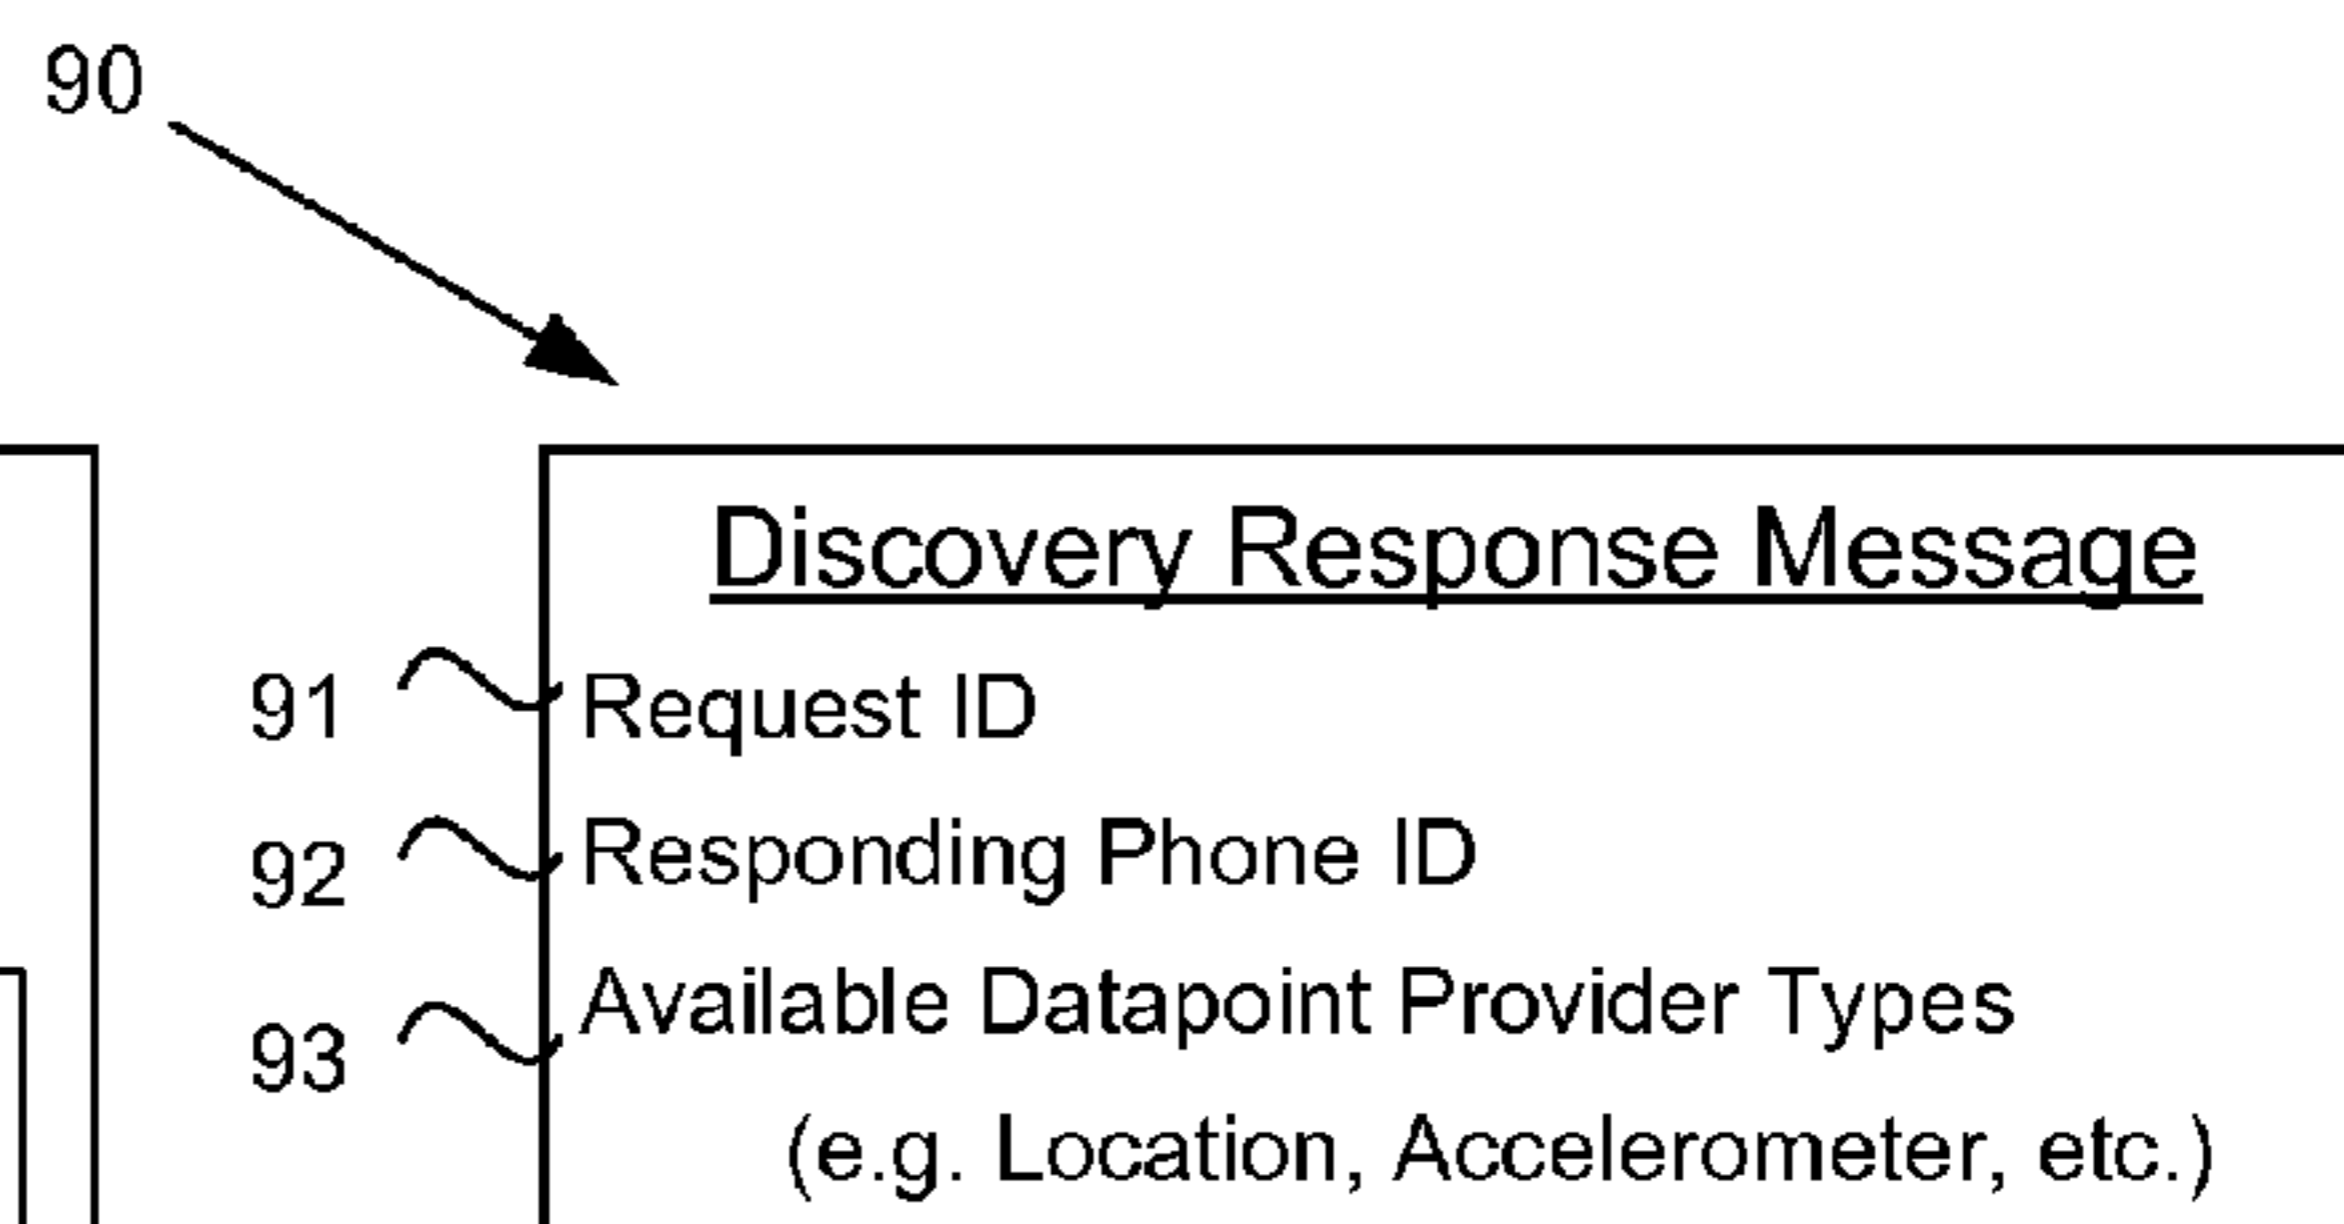 90
Discovery Response Message
91 Request ID
92 Responding Phone ID
93 Available Datapoint Provider Types
(e.g. Location, Accelerometer, etc.)